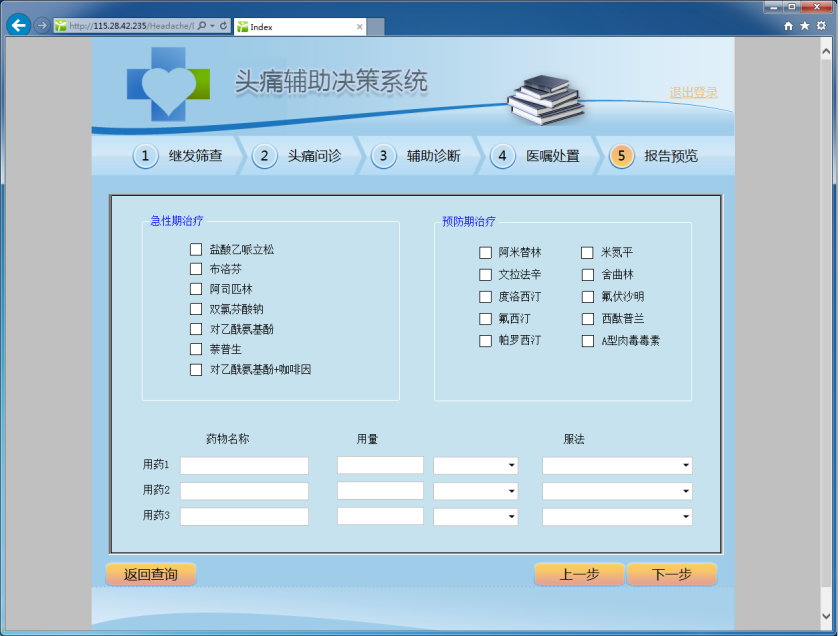 http://115.28.42.235/Headache/I
Index
头痛辅助决策系统
退出登录
1 继发筛查 2 头痛问诊 3 辅助诊断 4 医嘱处置 5 报告预览
急性期治疗
盐酸乙哌立松
布洛芬
阿司匹林
双氯芬酸钠
对乙酰氨基酚
萘普生
对乙酰氨基酚+咖啡因
预防期治疗
阿米替林 米氮平
文拉法辛 舍曲林
度洛西汀 氟伏沙明
氟西汀 西酞普兰
帕罗西汀 A型肉毒毒素
药物名称 用量 服法
用药1
用药2
用药3
返回查询 上一步 下一步